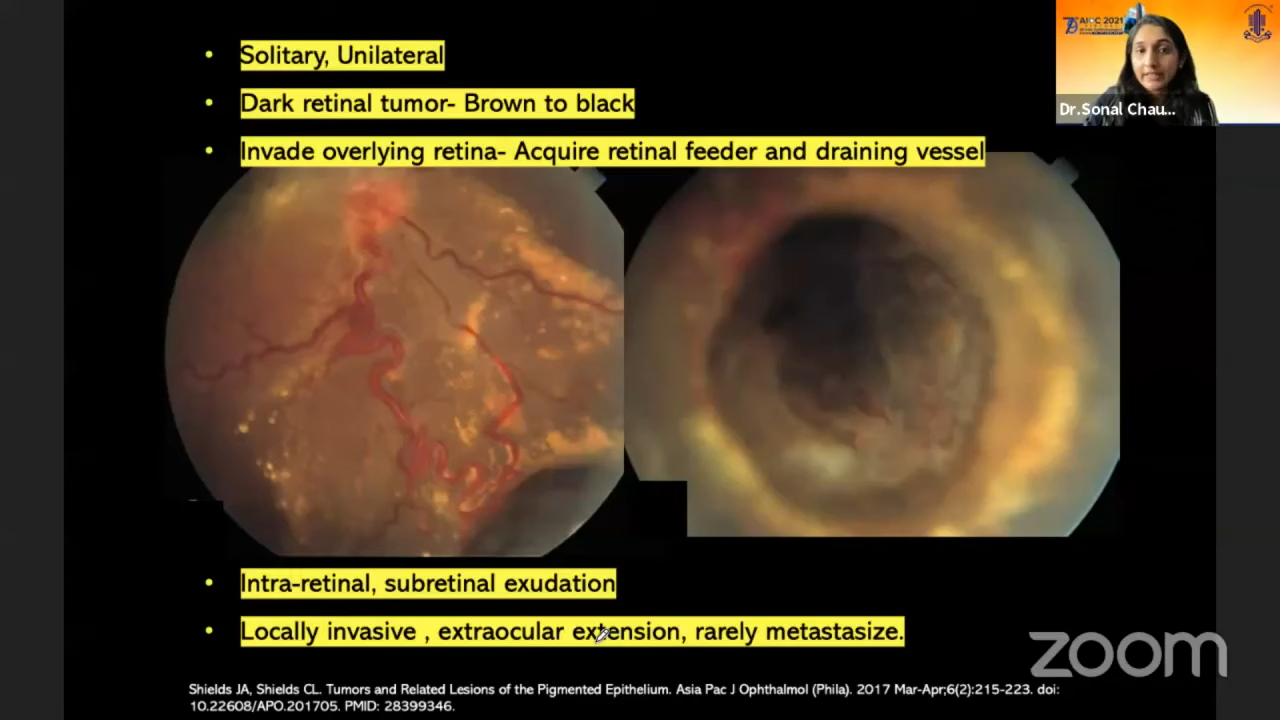 AIOC 2021
Dr.Sonal Chau...
• Solitary, Unilateral
• Dark retinal tumor- Brown to black
• Invade overlying retina- Acquire retinal feeder and draining vessel
• Intra-retinal, subretinal exudation
• Locally invasive , extraocular extension, rarely metastasize.
zoom
Shields JA, Shields CL. Tumors and Related Lesions of the Pigmented Epithelium. Asia Pac J Ophthalmol (Phila). 2017 Mar-Apr;6(2):215-223. doi:
10.22608/APO.201705. PMID: 28399346.